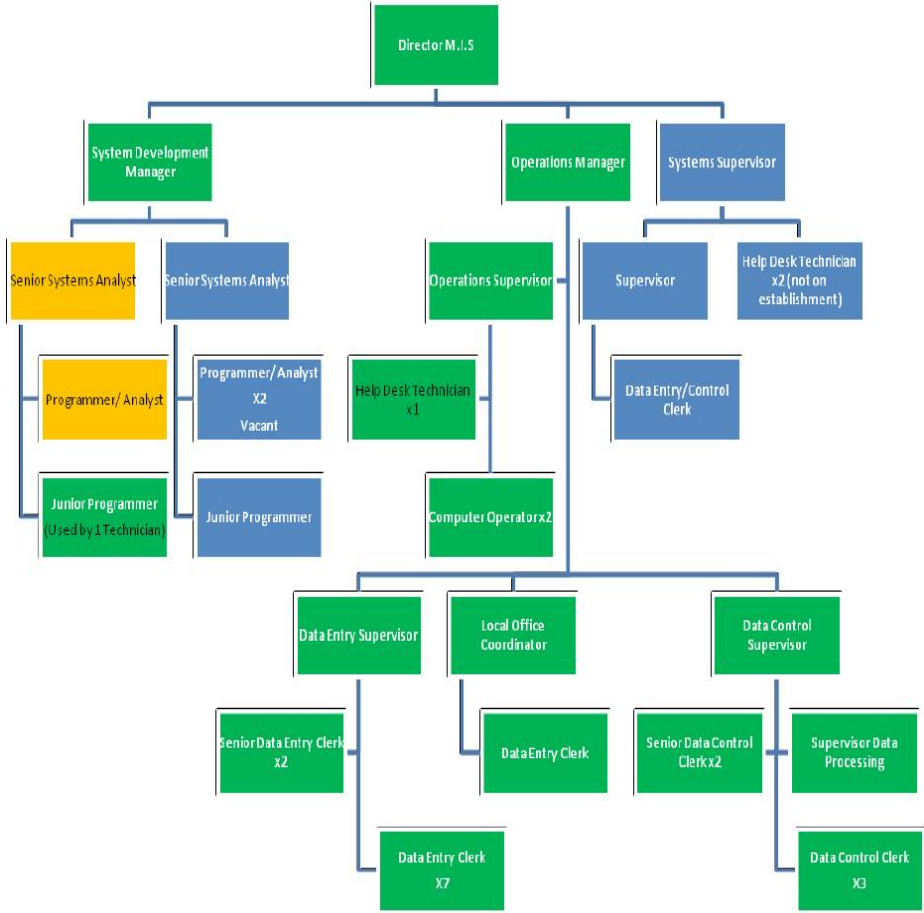 Director M.I.S
System Development
Manager
Operations Manager
Systems Supervisor
Senior Systems Analyst
Senior Systems Analyst
Operations Supervisor
Supervisor
Help Desk Technician
x2 (not on
establishment)
Programmer/ Analyst
Programmer/ Analyst
X2
Vacant
Help Desk Technician
x1
Data Entry/Control
Clerk
Junior Programmer
(Used by 1 Technician)
Junior Programmer
Computer Operator x2
Data Entry Supervisor
Local Office
Coordinator
Data Control
Supervisor
Senior Data Entry Clerk
x2
Data Entry Clerk
Senior Data Control
Clerk x2
Supervisor Data
Processing
Data Entry Clerk
X7
Data Control Clerk
X3